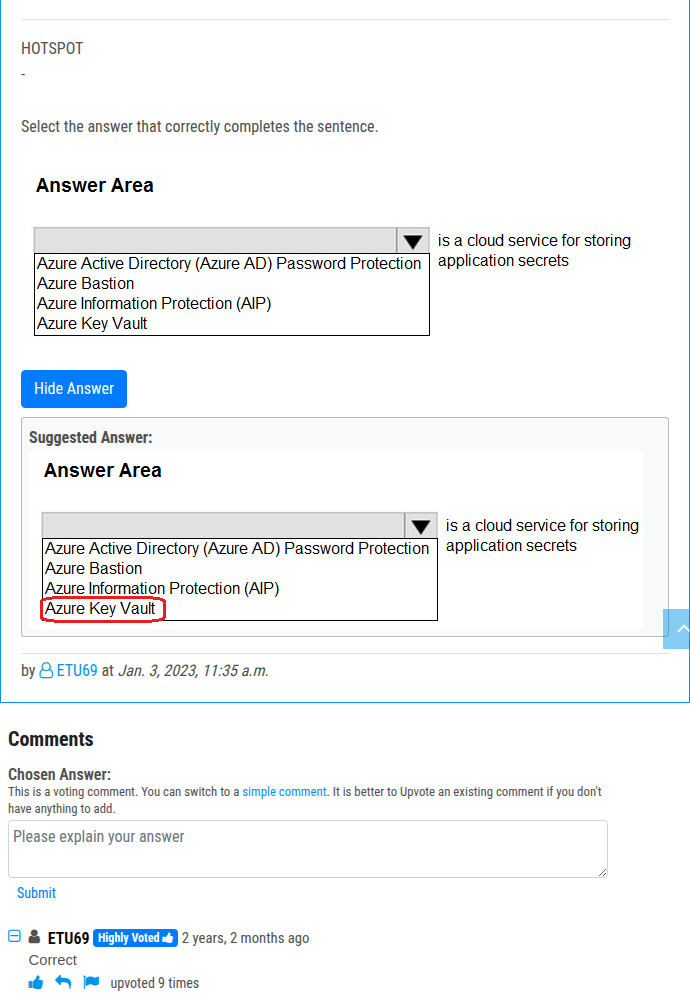 HOTSPOT
-
Select the answer that correctly completes the sentence.
Answer Area
is a cloud service for storing
application secrets
Azure Active Directory (Azure AD) Password Protection
Azure Bastion
Azure Information Protection (AIP)
Azure Key Vault
Hide Answer
Suggested Answer:
Answer Area
is a cloud service for storing
application secrets
Azure Active Directory (Azure AD) Password Protection
Azure Bastion
Azure Information Protection (AIP)
Azure Key Vault
by ETU69 at Jan. 3, 2023, 11:35 a.m.
Comments
Chosen Answer:
This is a voting comment. You can switch to a simple comment. It is better to Upvote an existing comment if you don't
have anything to add.
Please explain your answer
Submit
ETU69 Highly Voted 2 years, 2 months ago
Correct
upvoted 9 times